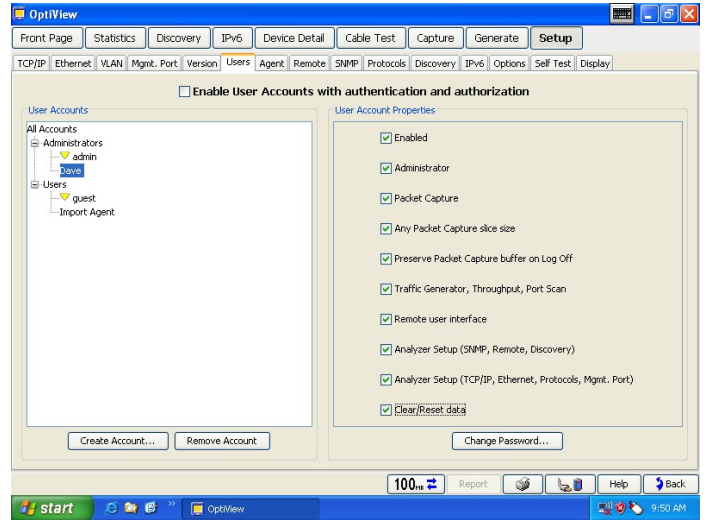 OptiView
Front Page Statistics Discovery IPv6 Device Detail Cable Test Capture Generate Setup
TCP/IP Ethernet VLAN Mgmt. Port Version Users Agent Remote SNMP Protocols Discovery IPv6 Options Self Test Display
Enable User Accounts with authentication and authorization
User Accounts
All Accounts
Administrators
admin
Dave
Users
guest
Import Agent
Create Account... Remove Account
User Account Properties
Enabled
Administrator
Packet Capture
Any Packet Capture slice size
Preserve Packet Capture buffer on Log Off
Traffic Generator, Throughput, Port Scan
Remote user interface
Analyzer Setup (SNMP, Remote, Discovery)
Analyzer Setup (TCP/IP, Ethernet, Protocols, Mgmt. Port)
Clear/Reset data
Change Password...
100 Report Help Back
start OptiView 9:50 AM